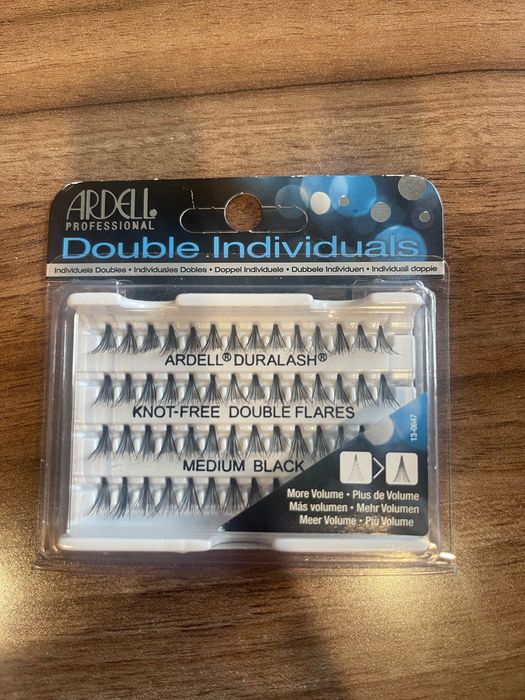 ARDELL®
PROFESSIONAL
Double Individuals
Individuels Doubles • Individuales Dobles • Doppel Individuele • Dubbele Individuen • Individuali doppie
ARDELL® DURALASH®
KNOT-FREE DOUBLE FLARES
MEDIUM BLACK
13-0647
>
More Volume • Plus de Volume
Más volumen • Mehr Volumen
Meer Volume • Più Volume